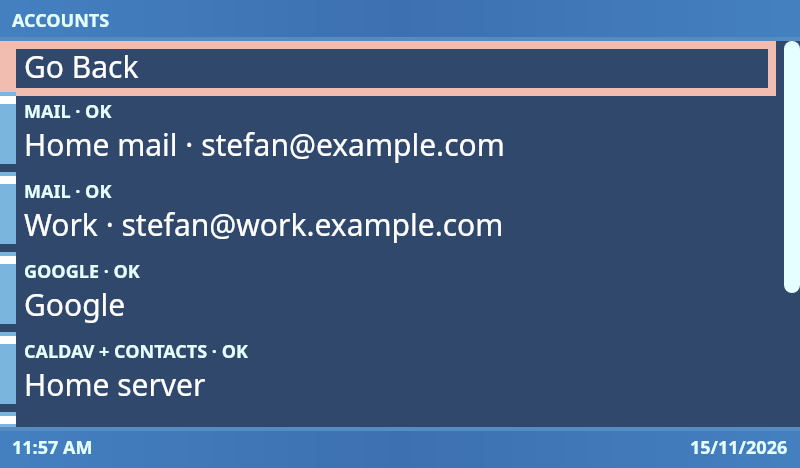 ACCOUNTS
Go Back
MAIL · OK
Home mail · stefan@example.com
MAIL · OK
Work · stefan@work.example.com
GOOGLE · OK
Google
CALDAV + CONTACTS · OK
Home server
11:57 AM
15/11/2026